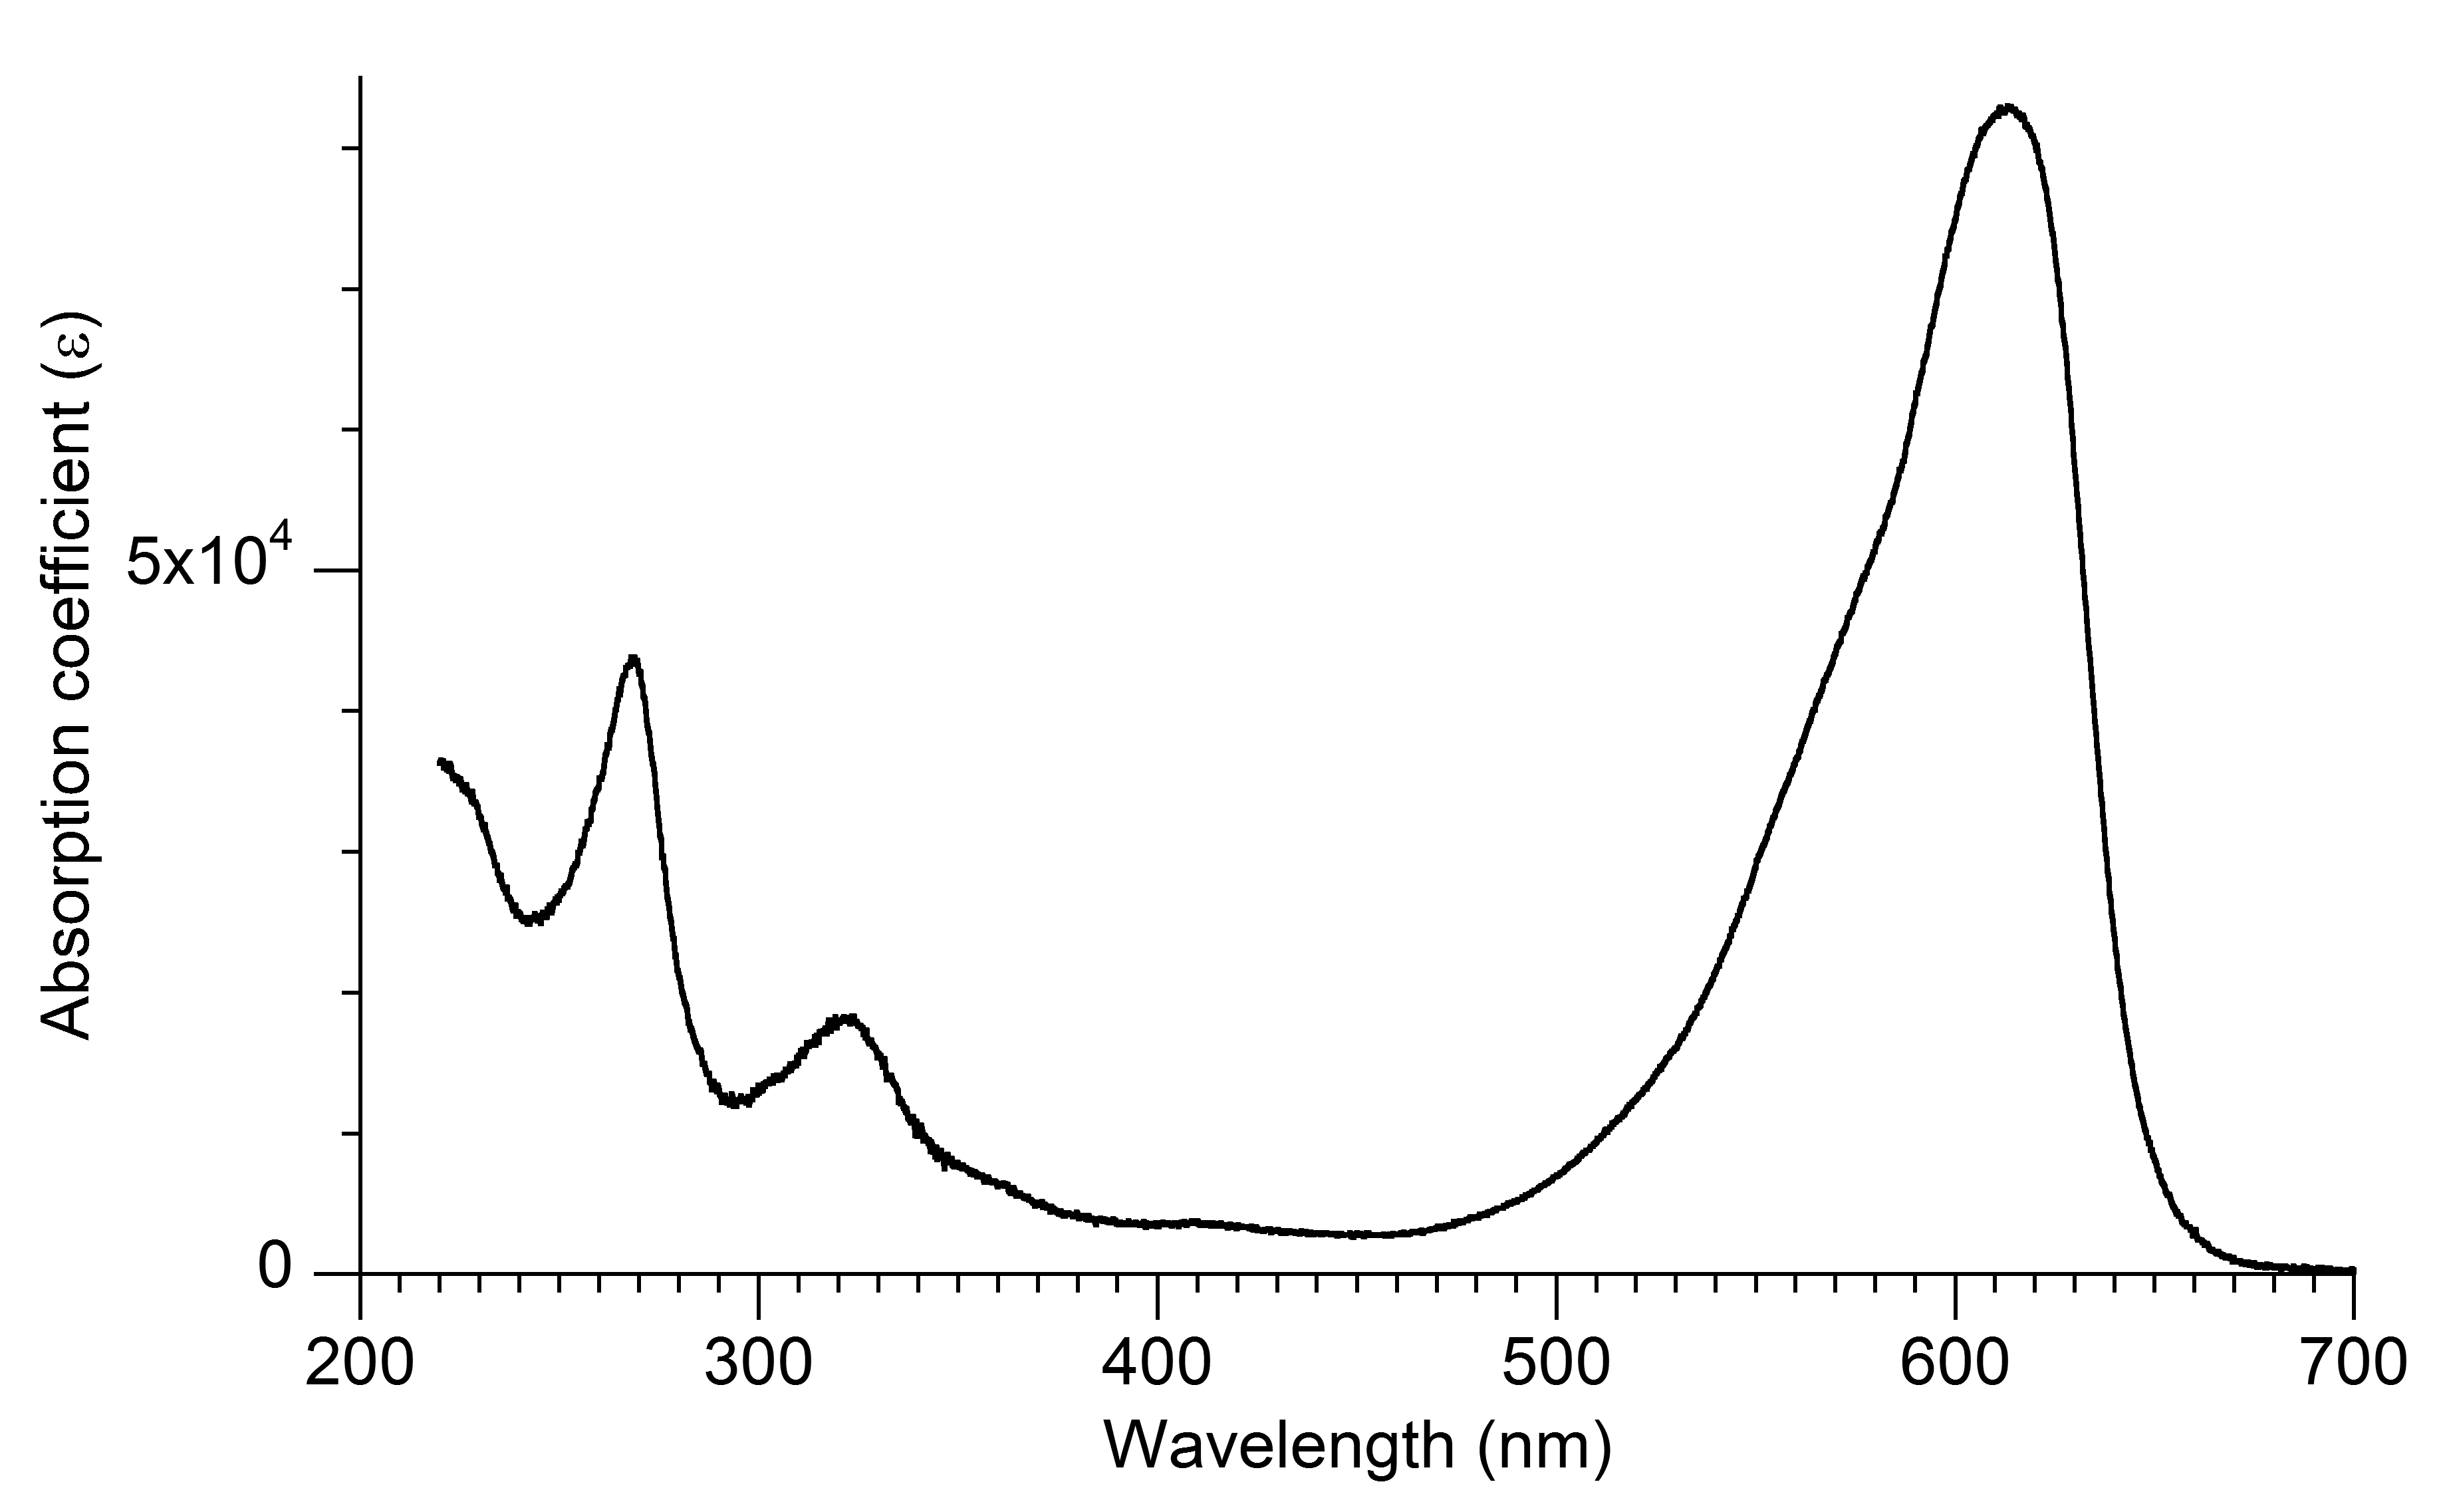 Absorption coefficient (ε)
5x10⁴
0
200 300 400 500 600 700
Wavelength (nm)